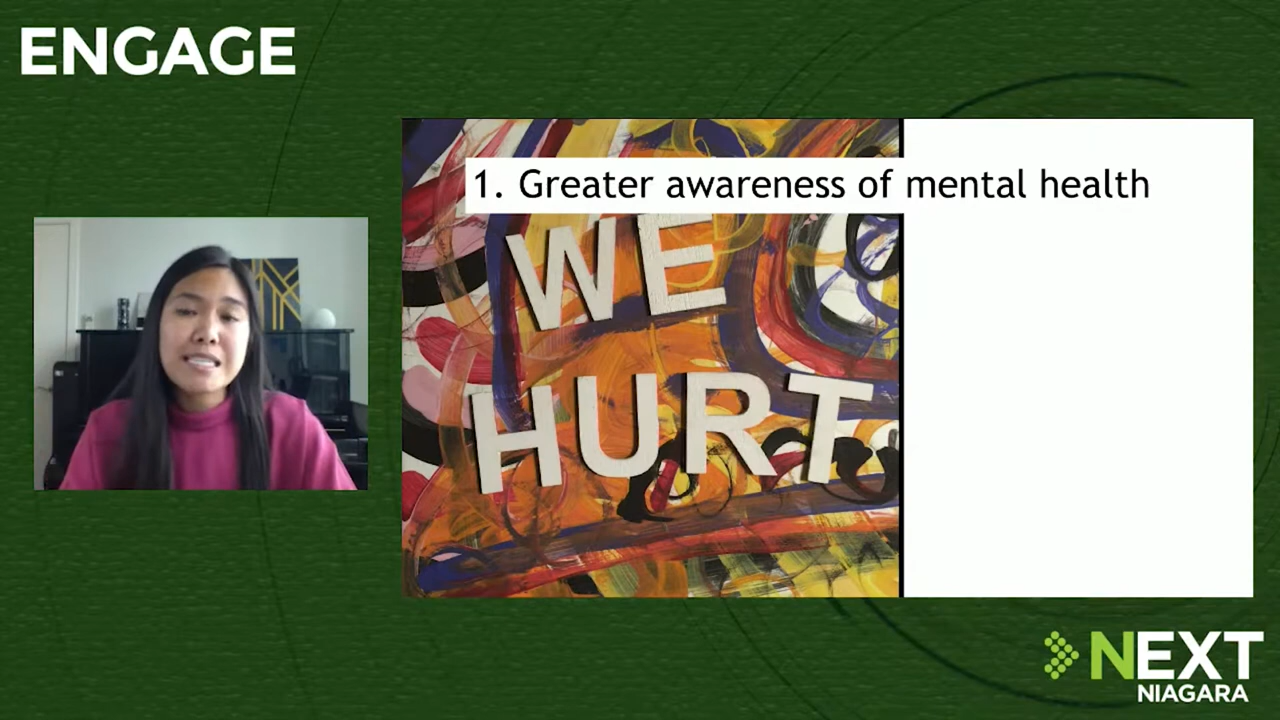 ENGAGE
1. Greater awareness of mental health
WE
HURT
NEXT
NIAGARA